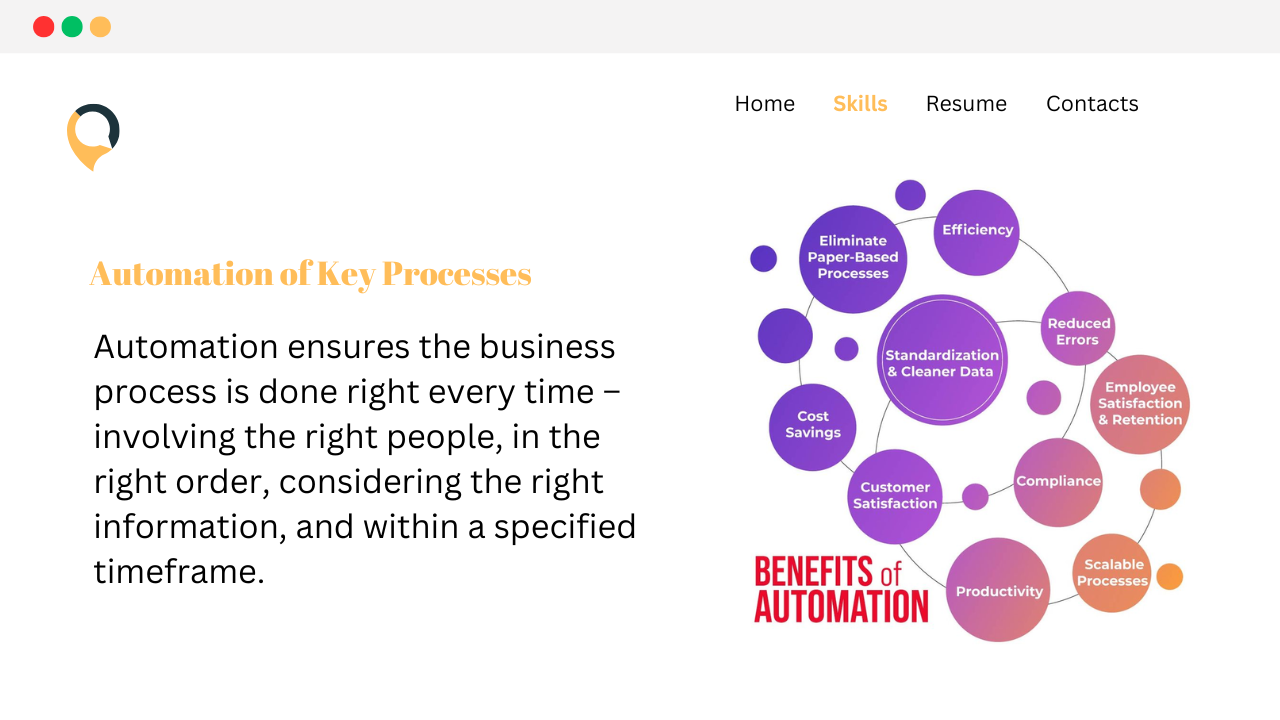 Home Skills Resume Contacts
Automation of Key Processes
Automation ensures the business
process is done right every time –
involving the right people, in the
right order, considering the right
information, and within a specified
timeframe.
Eliminate
Paper-Based
Processes
Efficiency
Reduced
Errors
Standardization
& Cleaner Data
Employee
Satisfaction
& Retention
Cost
Savings
Customer
Satisfaction
Compliance
Scalable
Processes
Productivity
BENEFITS of
AUTOMATION